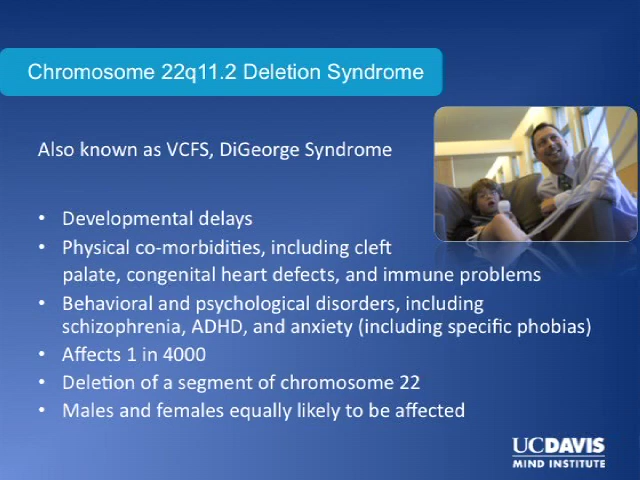 Chromosome 22q11.2 Deletion Syndrome
Also known as VCFS, DiGeorge Syndrome
• Developmental delays
• Physical co-morbidities, including cleft
palate, congenital heart defects, and immune problems
• Behavioral and psychological disorders, including
schizophrenia, ADHD, and anxiety (including specific phobias)
• Affects 1 in 4000
• Deletion of a segment of chromosome 22
• Males and females equally likely to be affected
UCDAVIS
MIND INSTITUTE